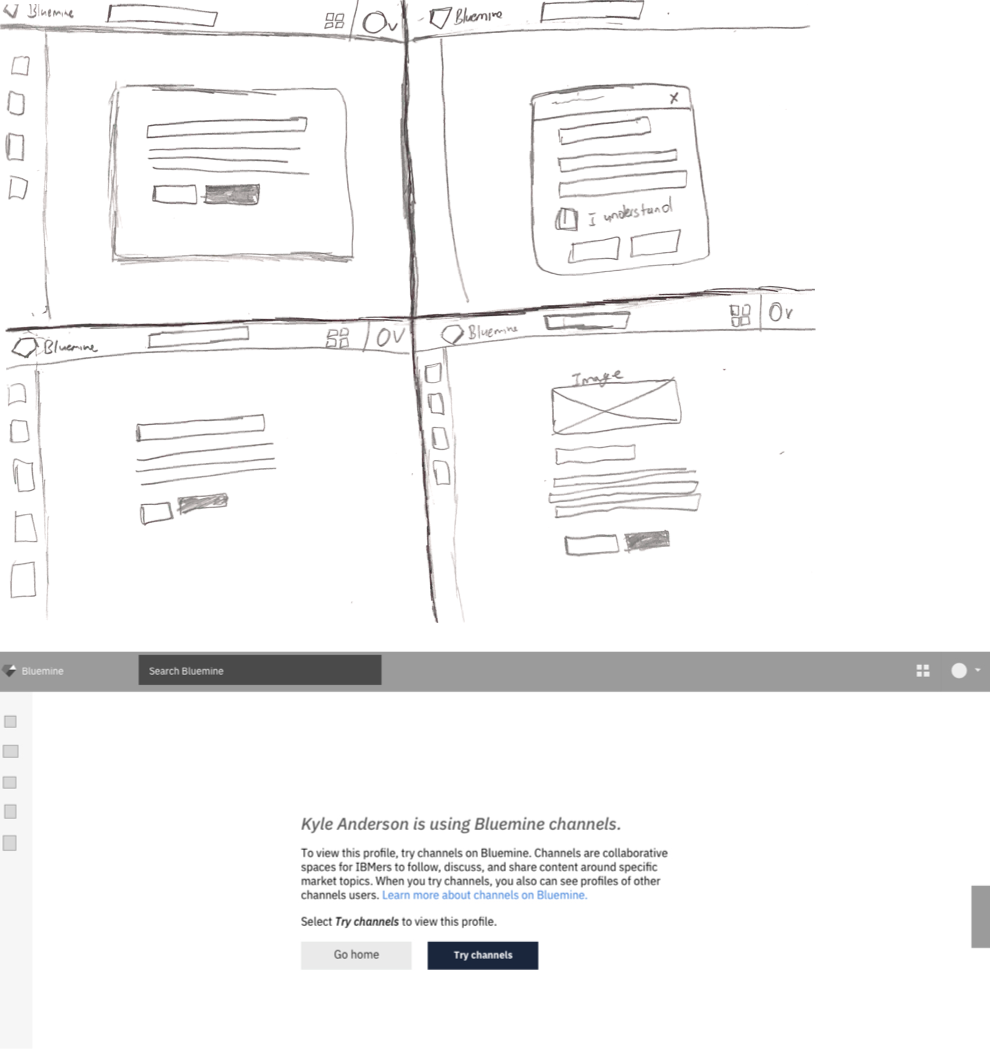 Bluemine
Bluemine
I understand
Bluemine
Bluemine
Image
Bluemine
Search Bluemine
Kyle Anderson is using Bluemine channels.
To view this profile, try channels on Bluemine. Channels are collaborative
spaces for IBMers to follow, discuss, and share content around specific
market topics. When you try channels, you also can see profiles of other
channels users. Learn more about channels on Bluemine.
Select Try channels to view this profile.
Go home
Try channels